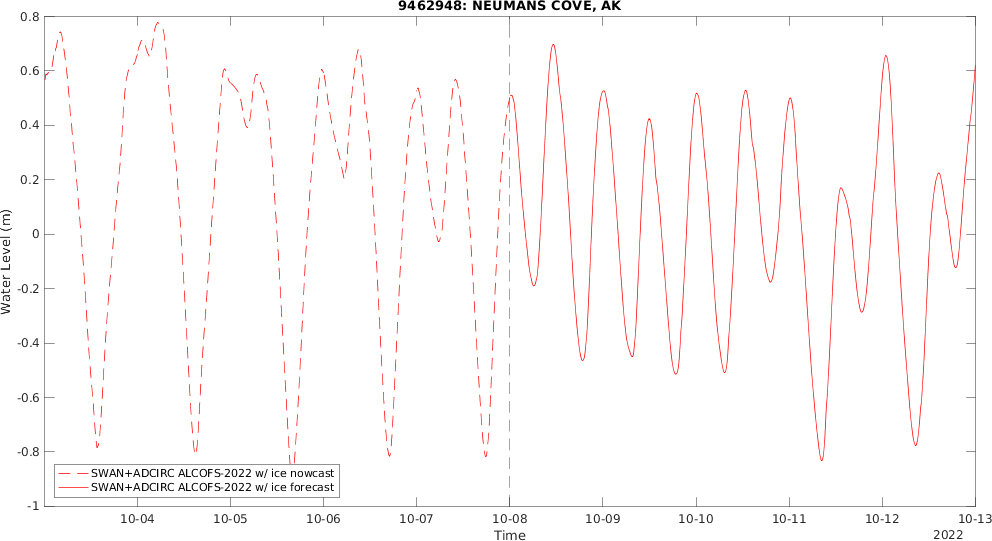 9462948: NEUMANS COVE, AK
0.8
0.6
0.4
0.2
0
-0.2
-0.4
-0.6
-0.8
-1
Water Level (m)
SWAN+ADCIRC ALCOFS-2022 w/ ice nowcast
SWAN+ADCIRC ALCOFS-2022 w/ ice forecast
10-04 10-05 10-06 10-07 10-08 10-09 10-10 10-11 10-12 10-13
Time
2022